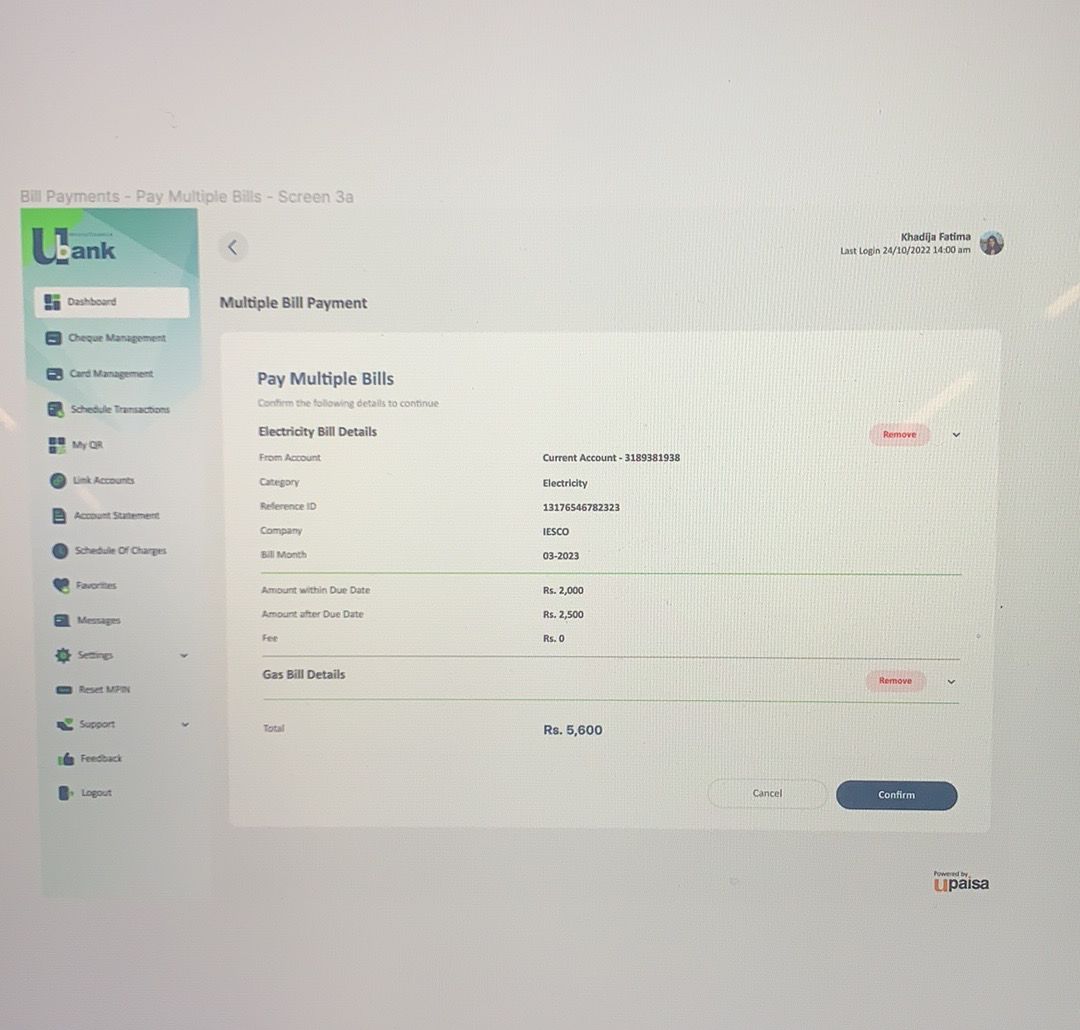 Bill Payments - Pay Multiple Bills - Screen 3a
Ubank
Khadija Fatima
Last Login 24/10/2022 14:00 am
Dashboard
Cheque Management
Card Management
Schedule Transactions
My QR
Link Accounts
Account Statement
Schedule Of Charges
Favorites
Messages
Settings
Reset MPIN
Support
Feedback
Logout
Multiple Bill Payment
Pay Multiple Bills
Confirm the following details to continue
Electricity Bill Details Remove
From Account Current Account - 3189381938
Category Electricity
Reference ID 13176546782323
Company IESCO
Bill Month 03-2023
Amount within Due Date Rs. 2,000
Amount after Due Date Rs. 2,500
Fee Rs. 0
Gas Bill Details Remove
Total Rs. 5,600
Cancel Confirm
Powered by
Upaisa